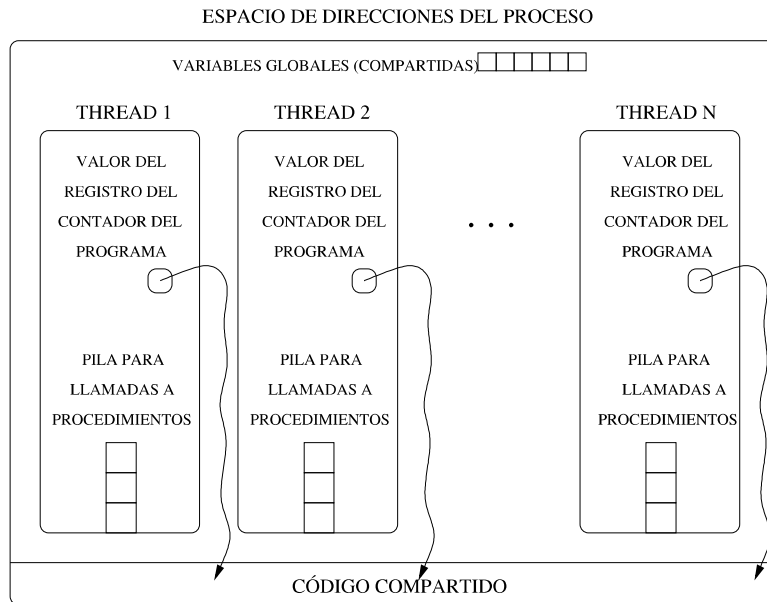 ESPACIO DE DIRECCIONES DEL PROCESO
VARIABLES GLOBALES (COMPARTIDAS)
THREAD 1
VALOR DEL
REGISTRO DEL
CONTADOR DEL
PROGRAMA
PILA PARA
LLAMADAS A
PROCEDIMIENTOS
THREAD 2
VALOR DEL
REGISTRO DEL
CONTADOR DEL
PROGRAMA
PILA PARA
LLAMADAS A
PROCEDIMIENTOS
. . .
THREAD N
VALOR DEL
REGISTRO DEL
CONTADOR DEL
PROGRAMA
PILA PARA
LLAMADAS A
PROCEDIMIENTOS
CÓDIGO COMPARTIDO